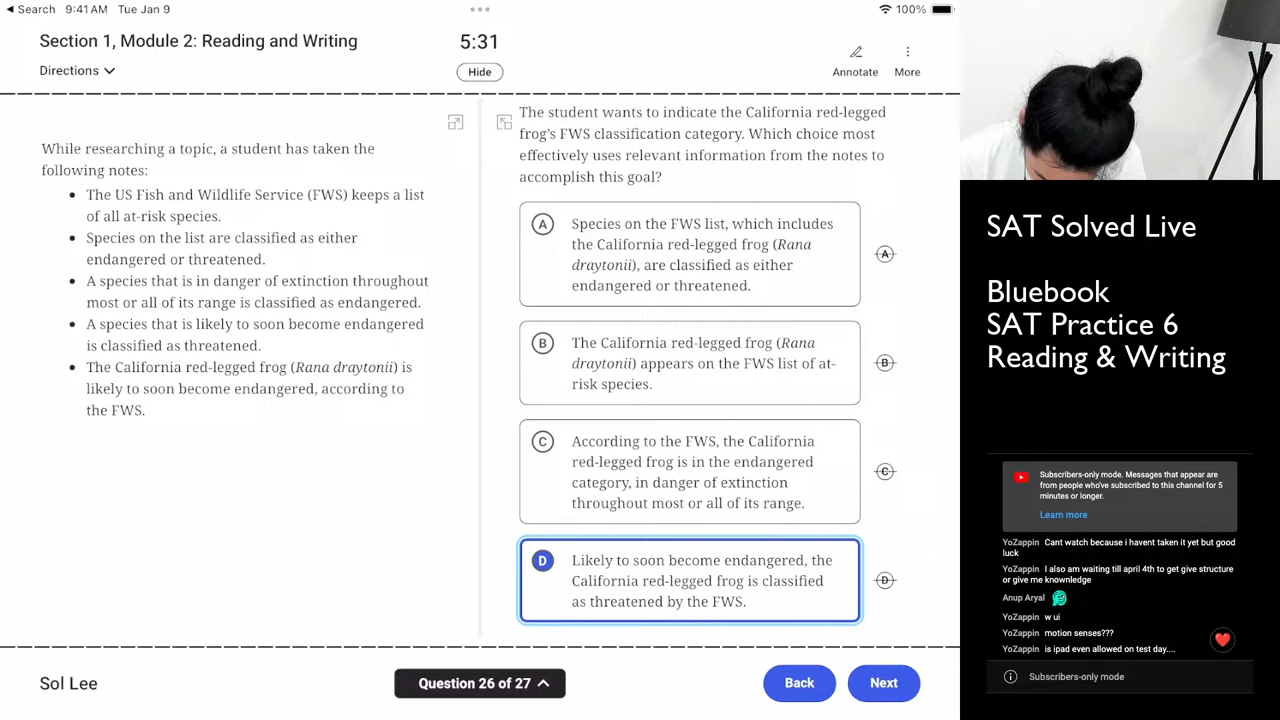 Search 9:41 AM Tue Jan 9
100%
Section 1, Module 2: Reading and Writing
Directions
5:31
Hide
Annotate
More
While researching a topic, a student has taken the
following notes:
• The US Fish and Wildlife Service (FWS) keeps a list
of all at-risk species.
• Species on the list are classified as either
endangered or threatened.
• A species that is in danger of extinction throughout
most or all of its range is classified as endangered.
• A species that is likely to soon become endangered
is classified as threatened.
• The California red-legged frog (Rana draytonii) is
likely to soon become endangered, according to
the FWS.
The student wants to indicate the California red-legged
frog's FWS classification category. Which choice most
effectively uses relevant information from the notes to
accomplish this goal?
A
Species on the FWS list, which includes
the California red-legged frog (Rana
draytonii), are classified as either
endangered or threatened.
A
B
The California red-legged frog (Rana
draytonii) appears on the FWS list of at-
risk species.
B
C
According to the FWS, the California
red-legged frog is in the endangered
category, in danger of extinction
throughout most or all of its range.
C
D
Likely to soon become endangered, the
California red-legged frog is classified
as threatened by the FWS.
D
Sol Lee
Question 26 of 27
Back
Next
SAT Solved Live
Bluebook
SAT Practice 6
Reading & Writing
Subscribers-only mode. Messages that appear are
from people who've subscribed to this channel for 5
minutes or longer.
Learn more
YoZappin Cant watch because i havent taken it yet but good
luck
YoZappin I also am waiting till april 4th to get give structure
or give me knownledge
Anup Aryal
YoZappin w ui
YoZappin motion senses???
YoZappin is ipad even allowed on test day....
Subscribers-only mode